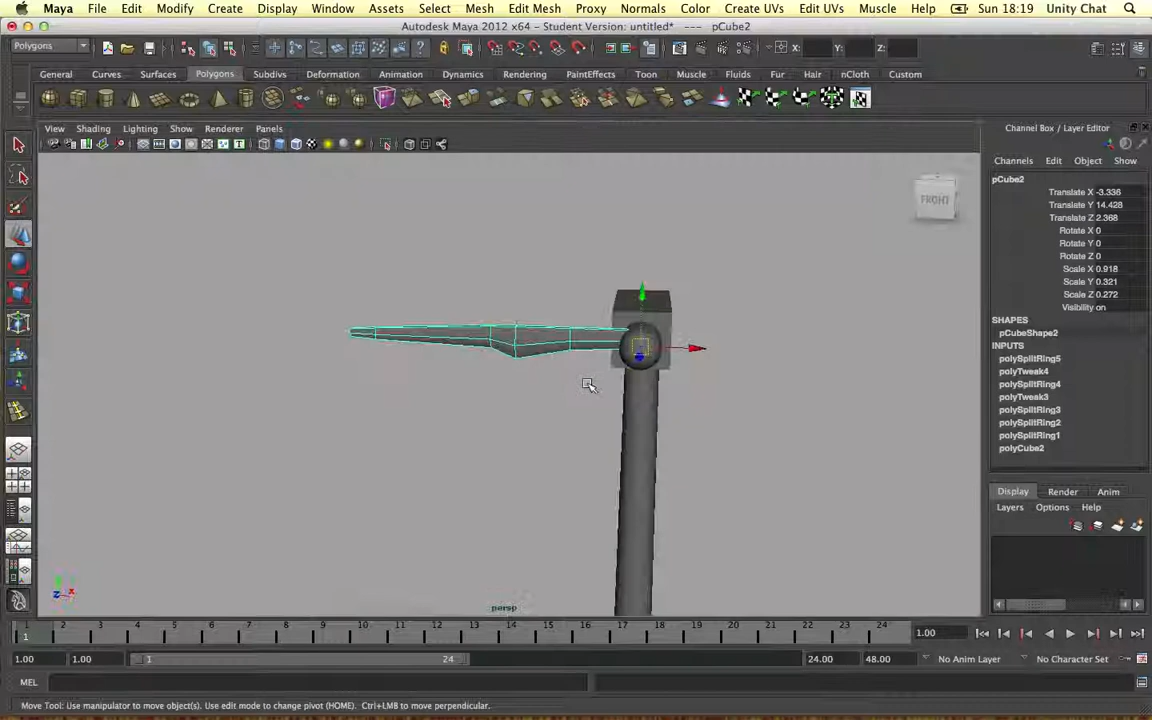 Maya File Edit Modify Create Display Window Assets Select Mesh Edit Mesh Proxy Normals Color Create UVs Edit UVs Muscle Help Sun 18:19 Unity Chat
Autodesk Maya 2012 x64 - Student Version: untitled* --- pCube2
Polygons X: Y: Z:
General Curves Surfaces Polygons Subdivs Deformation Animation Dynamics Rendering PaintEffects Toon Muscle Fluids Fur Hair nCloth Custom
View Shading Lighting Show Renderer Panels
Channel Box / Layer Editor
Channels Edit Object Show
pCube2
Translate X -3.336
Translate Y 14.428
Translate Z 2.368
Rotate X 0
Rotate Y 0
Rotate Z 0
Scale X 0.918
Scale Y 0.321
Scale Z 0.272
Visibility on
SHAPES
pCubeShape2
INPUTS
polySplitRing5
polyTweak4
polySplitRing4
polyTweak3
polySplitRing3
polySplitRing2
polySplitRing1
polyCube2
FRONT
Display Render Anim
Layers Options Help
persp
1 2 3 4 5 6 7 8 9 10 11 12 13 14 15 16 17 18 19 20 21 22 23 24
1 1.00
1.00 1.00 1 24 24.00 48.00 No Anim Layer No Character Set
MEL
Move Tool: Use manipulator to move object(s). Use edit mode to change pivot (HOME). Ctrl+LMB to move perpendicular.